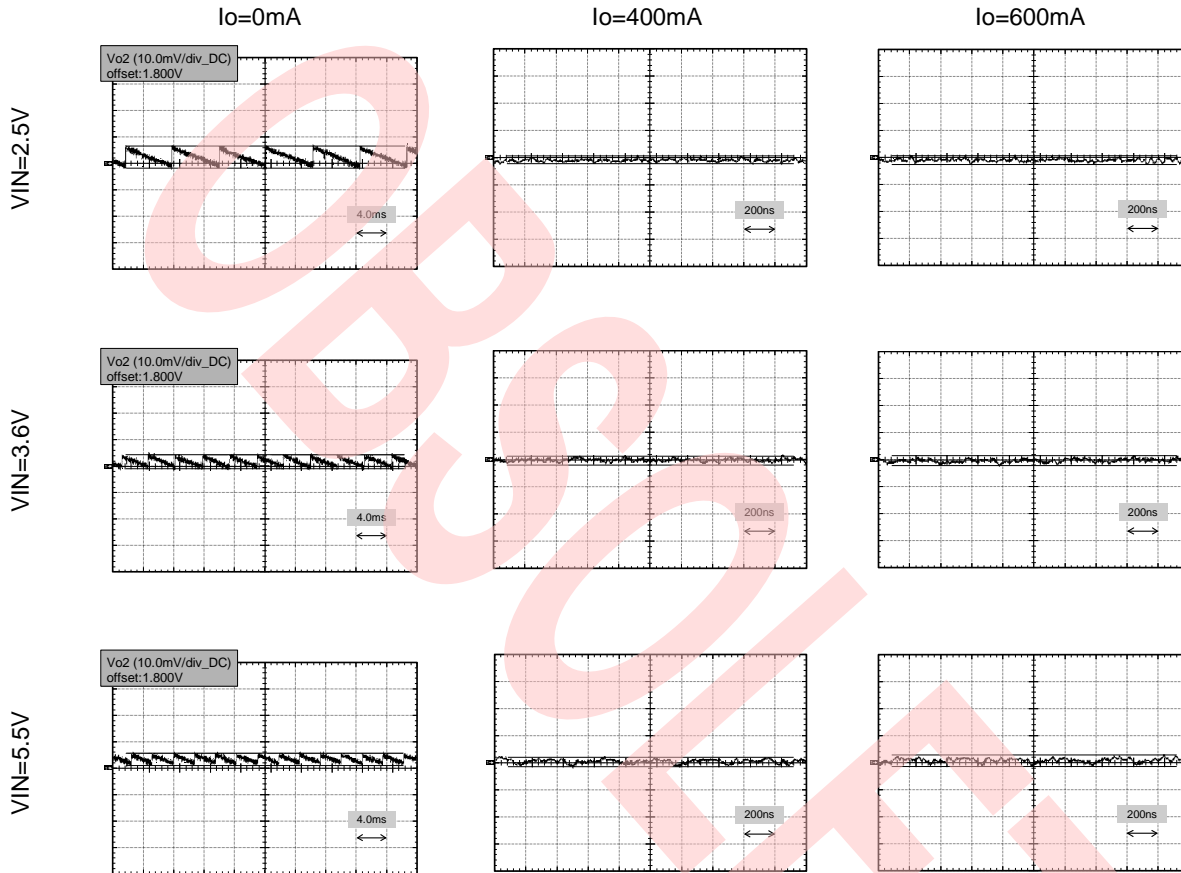 Io=0mA
Io=400mA
Io=600mA
VIN=2.5V
Vo2 (10.0mV/div_DC)
offset:1.800V
4.0ms
200ns
200ns
VIN=3.6V
Vo2 (10.0mV/div_DC)
offset:1.800V
4.0ms
200ns
200ns
VIN=5.5V
Vo2 (10.0mV/div_DC)
offset:1.800V
4.0ms
200ns
200ns
OBSOLE